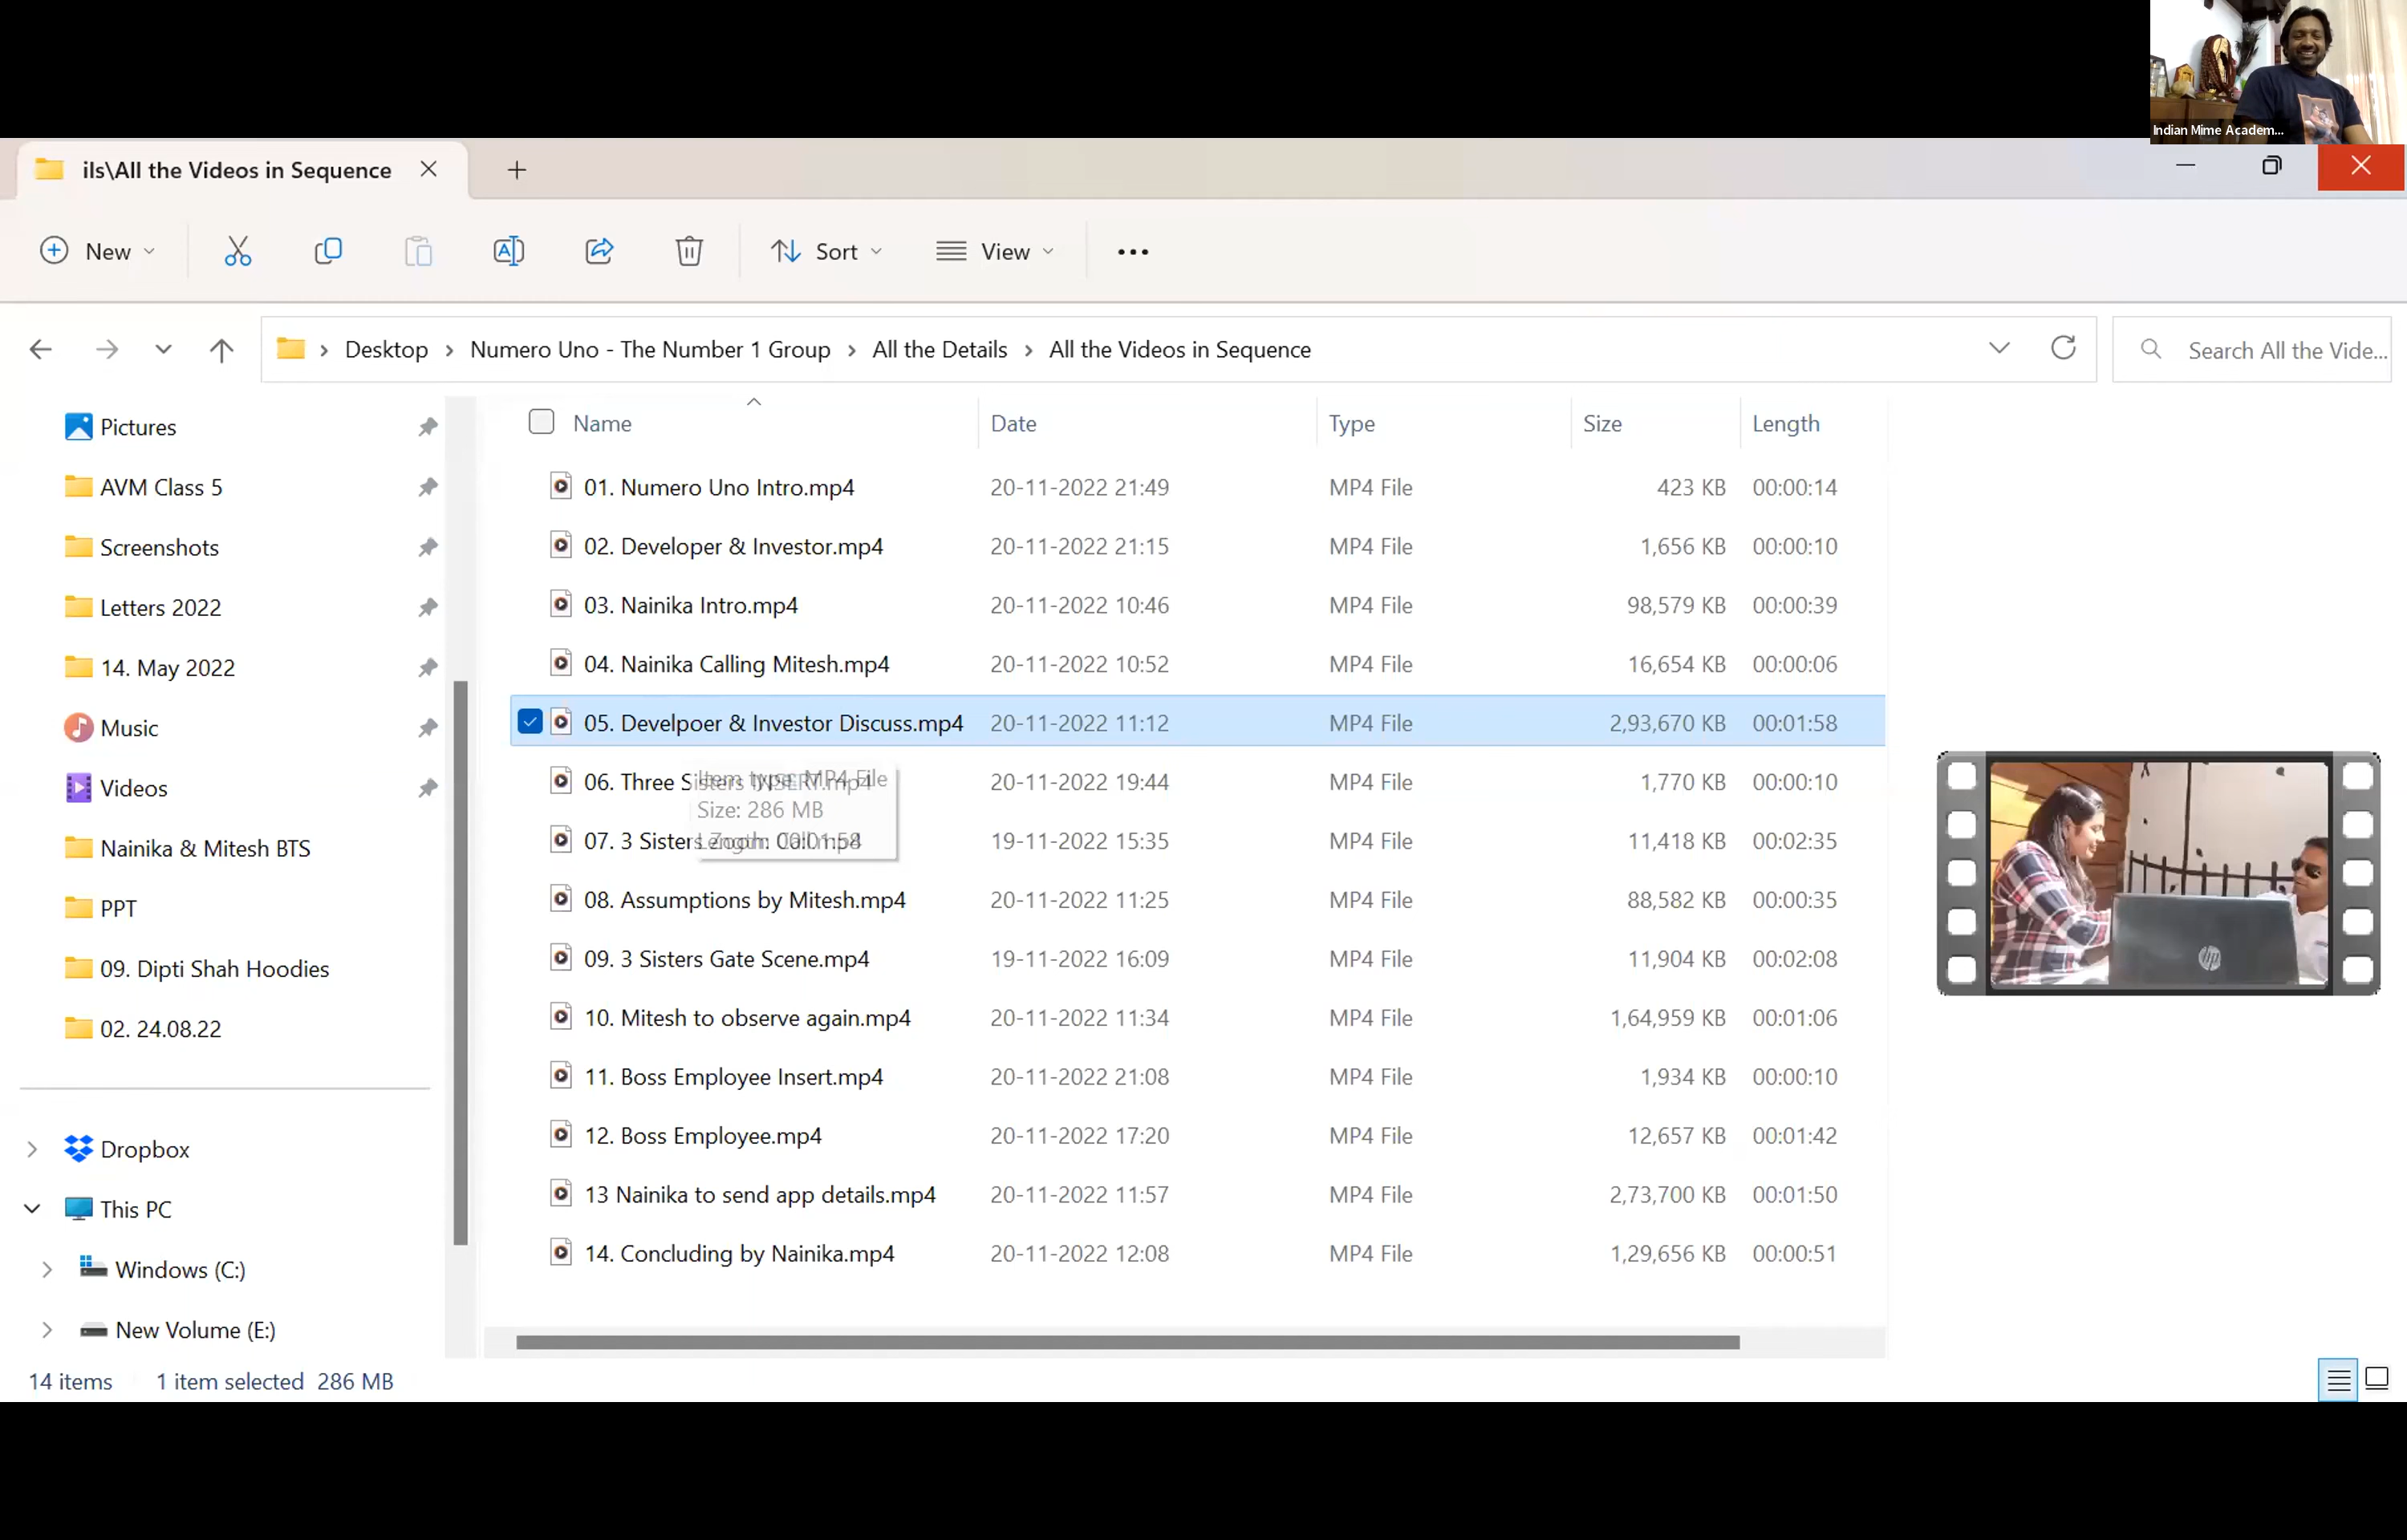 Indian Mime Academ...
ils\All the Videos in Sequence
New
Sort
View
Desktop > Numero Uno - The Number 1 Group > All the Details > All the Videos in Sequence
Search All the Vide...
Pictures
AVM Class 5
Screenshots
Letters 2022
14. May 2022
Music
Videos
Nainika & Mitesh BTS
PPT
09. Dipti Shah Hoodies
02. 24.08.22
Dropbox
This PC
Windows (C:)
New Volume (E:)
Name Date Type Size Length
01. Numero Uno Intro.mp4 20-11-2022 21:49 MP4 File 423 KB 00:00:14
02. Developer & Investor.mp4 20-11-2022 21:15 MP4 File 1,656 KB 00:00:10
03. Nainika Intro.mp4 20-11-2022 10:46 MP4 File 98,579 KB 00:00:39
04. Nainika Calling Mitesh.mp4 20-11-2022 10:52 MP4 File 16,654 KB 00:00:06
05. Develpoer & Investor Discuss.mp4 20-11-2022 11:12 MP4 File 2,93,670 KB 00:01:58
06. Three Sisters INSERT.mp4 20-11-2022 19:44 MP4 File 1,770 KB 00:00:10
07. 3 Sisters Zoom Call.mp4 19-11-2022 15:35 MP4 File 11,418 KB 00:02:35
08. Assumptions by Mitesh.mp4 20-11-2022 11:25 MP4 File 88,582 KB 00:00:35
09. 3 Sisters Gate Scene.mp4 19-11-2022 16:09 MP4 File 11,904 KB 00:02:08
10. Mitesh to observe again.mp4 20-11-2022 11:34 MP4 File 1,64,959 KB 00:01:06
11. Boss Employee Insert.mp4 20-11-2022 21:08 MP4 File 1,934 KB 00:00:10
12. Boss Employee.mp4 20-11-2022 17:20 MP4 File 12,657 KB 00:01:42
13 Nainika to send app details.mp4 20-11-2022 11:57 MP4 File 2,73,700 KB 00:01:50
14. Concluding by Nainika.mp4 20-11-2022 12:08 MP4 File 1,29,656 KB 00:00:51
Item type: MP4 File
Size: 286 MB
Length: 00:01:58
hp
14 items 1 item selected 286 MB